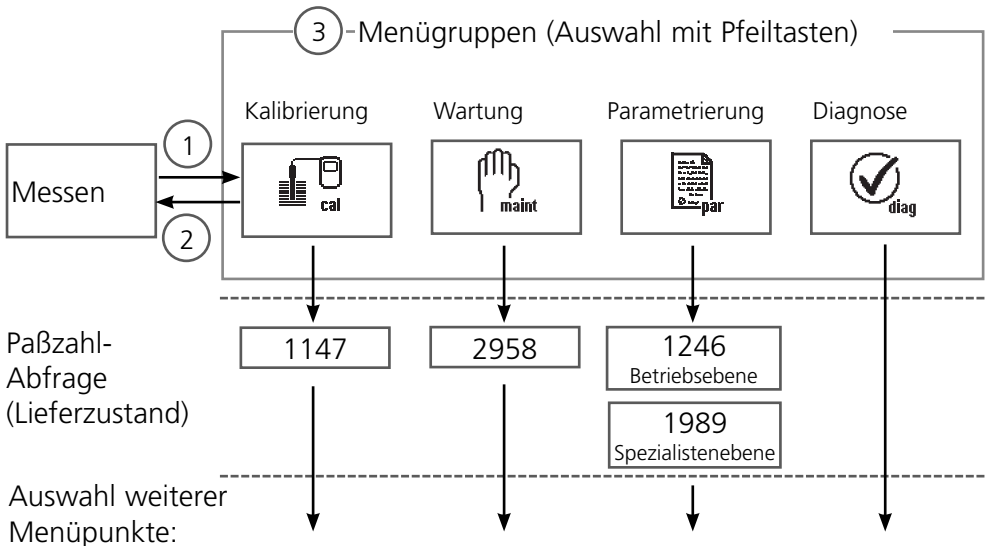 3 Menügruppen (Auswahl mit Pfeiltasten)
Kalibrierung Wartung Parametrierung Diagnose
1
Messen
cal maint par diag
2
Paßzahl-
Abfrage
(Lieferzustand)
1147 2958 1246
Betriebsebene
1989
Spezialistenebene
Auswahl weiterer
Menüpunkte: